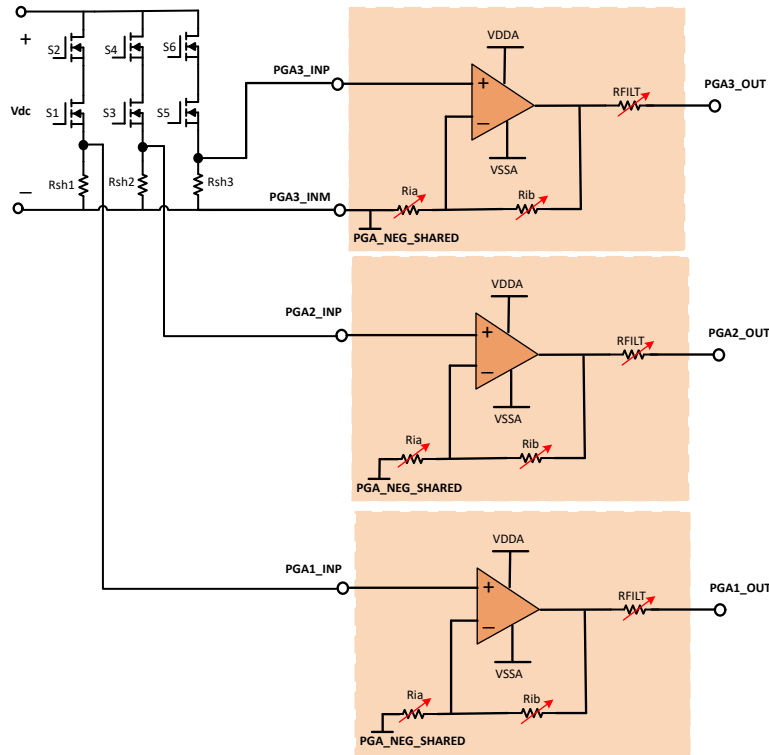 +
S2
S4
S6
Vdc
S1
S3
S5
Rsh1
Rsh2
Rsh3
−
PGA3_INP
VDDA
+
−
VSSA
RFILT
PGA3_OUT
PGA3_INM
Ria
Rib
PGA_NEG_SHARED
PGA2_INP
VDDA
+
−
VSSA
RFILT
PGA2_OUT
Ria
Rib
PGA_NEG_SHARED
PGA1_INP
VDDA
+
−
VSSA
RFILT
PGA1_OUT
Ria
Rib
PGA_NEG_SHARED